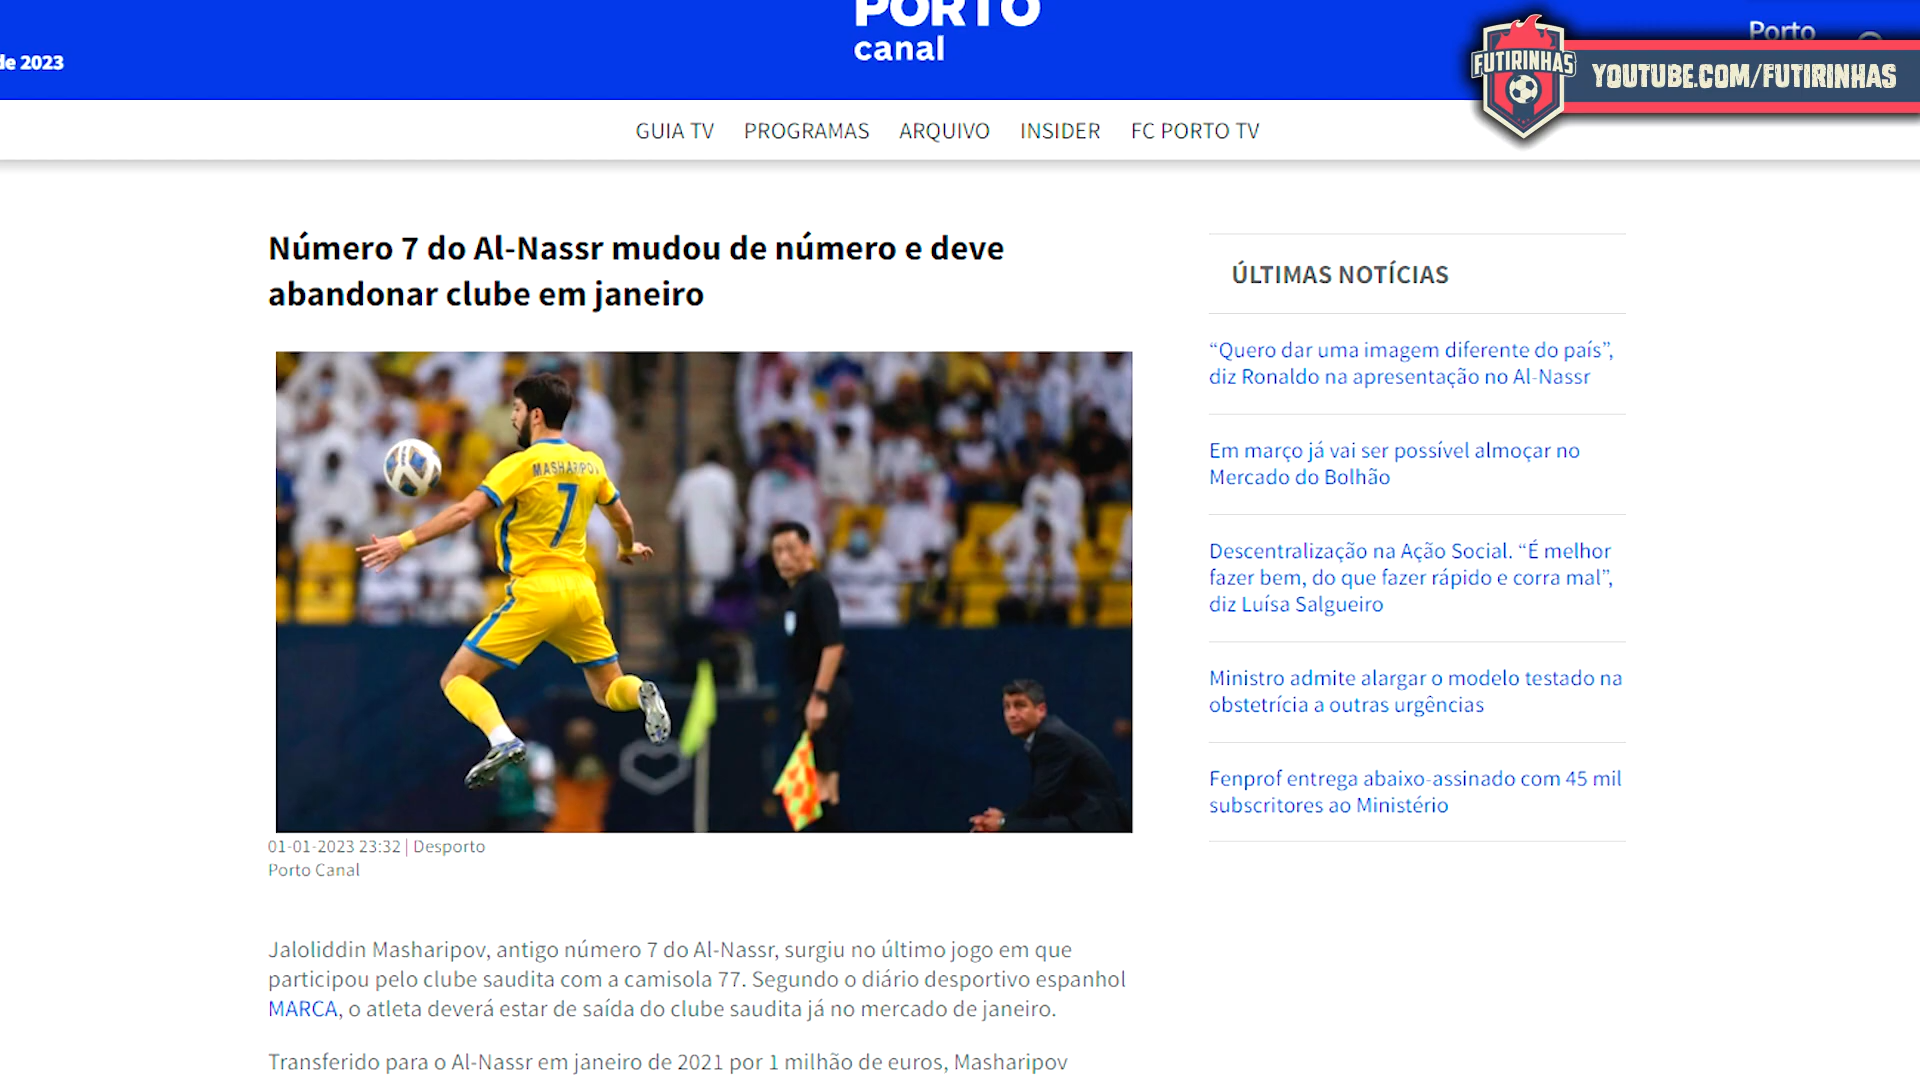 PORTO
canal
de 2023
Porto
FUTIRINHAS
YOUTUBE.COM/FUTIRINHAS
GUIA TV PROGRAMAS ARQUIVO INSIDER FC PORTO TV
Número 7 do Al-Nassr mudou de número e deve
abandonar clube em janeiro
MASHARIPOV
7
01-01-2023 23:32 | Desporto
Porto Canal
Jaloliddin Masharipov, antigo número 7 do Al-Nassr, surgiu no último jogo em que
participou pelo clube saudita com a camisola 77. Segundo o diário desportivo espanhol
MARCA, o atleta deverá estar de saída do clube saudita já no mercado de janeiro.
Transferido para o Al-Nassr em janeiro de 2021 por 1 milhão de euros, Masharipov
ÚLTIMAS NOTÍCIAS
“Quero dar uma imagem diferente do país”,
diz Ronaldo na apresentação no Al-Nassr
Em março já vai ser possível almoçar no
Mercado do Bolhão
Descentralização na Ação Social. “É melhor
fazer bem, do que fazer rápido e corra mal”,
diz Luísa Salgueiro
Ministro admite alargar o modelo testado na
obstetrícia a outras urgências
Fenprof entrega abaixo-assinado com 45 mil
subscritores ao Ministério